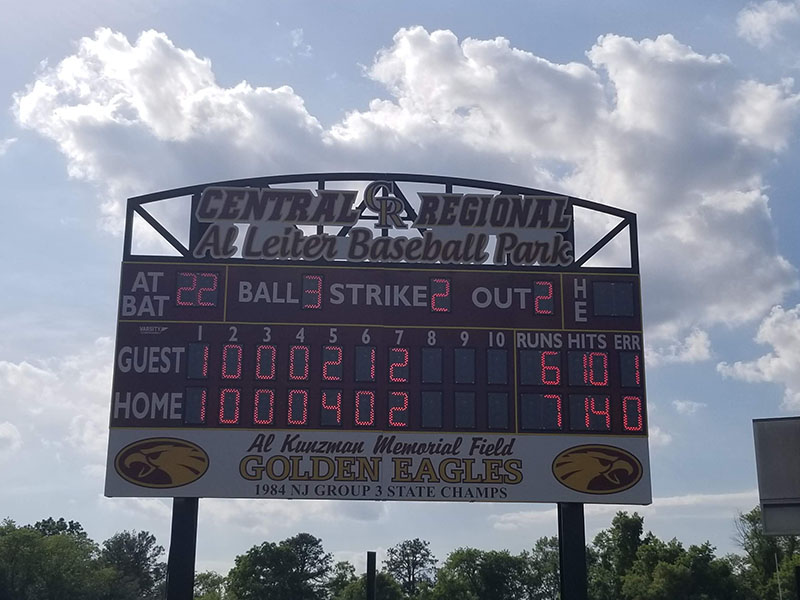 CENTRAL CR REGIONAL
Al Leiter Baseball Park
AT BAT 22 BALL 3 STRIKE 2 OUT 2 H E
VARSITY 1 2 3 4 5 6 7 8 9 10 RUNS HITS ERR
GUEST 1 0 0 0 2 1 2 6 10 1
HOME 1 0 0 0 4 0 2 7 14 0
Al Kunzman Memorial Field
GOLDEN EAGLES
1984 NJ GROUP 3 STATE CHAMPS